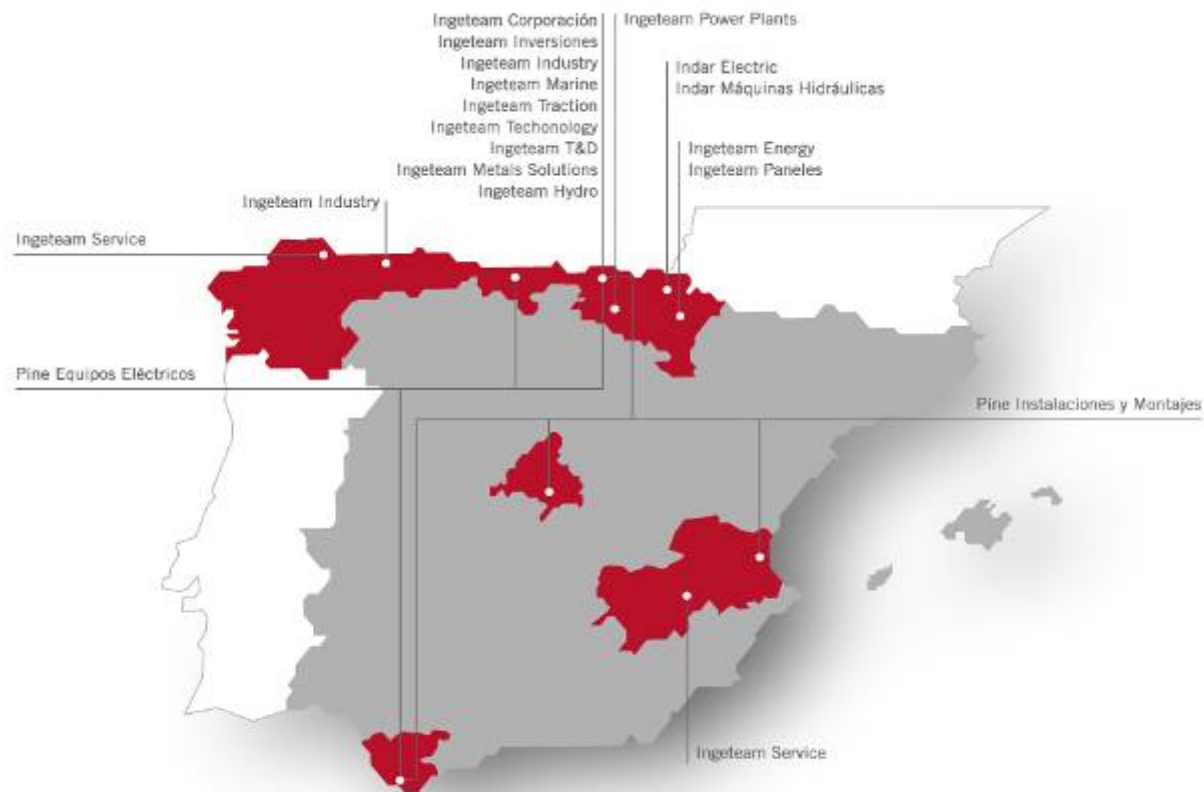 Ingeteam Corporación
Ingeteam Inversiones
Ingeteam Industry
Ingeteam Marine
Ingeteam Traction
Ingeteam Techonology
Ingeteam T&D
Ingeteam Metals Solutions
Ingeteam Hydro
Ingeteam Power Plants
Indar Electric
Indar Máquinas Hidráulicas
Ingeteam Energy
Ingeteam Paneles
Ingeteam Industry
Ingeteam Service
Pine Equipos Eléctricos
Pine Instalaciones y Montajes
Ingeteam Service